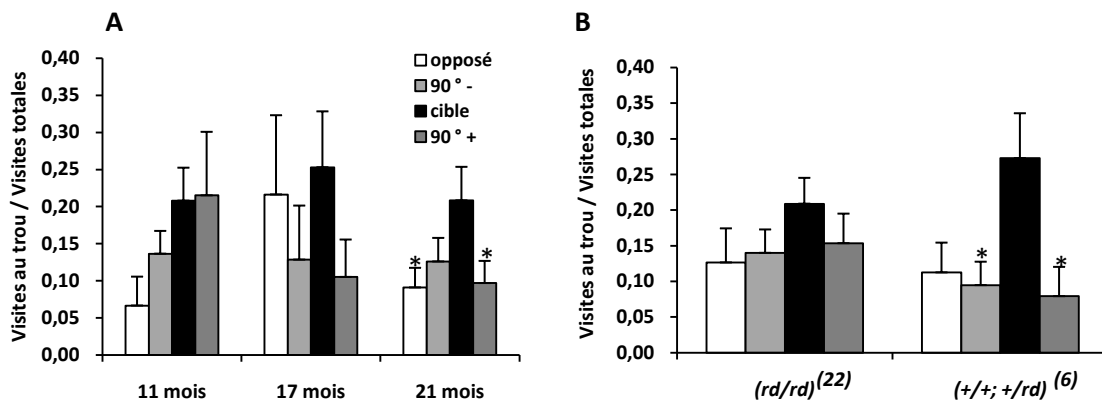 A
Visites au trou / Visites totales
0,40
0,35
0,30
0,25
0,20
0,15
0,10
0,05
0,00
opposé
90 ° -
cible
90 ° +
*
*
11 mois
17 mois
21 mois
B
Visites au trou / Visites totales
0,40
0,35
0,30
0,25
0,20
0,15
0,10
0,05
0,00
*
*
(rd/rd)(22)
(+/+; +/rd) (6)